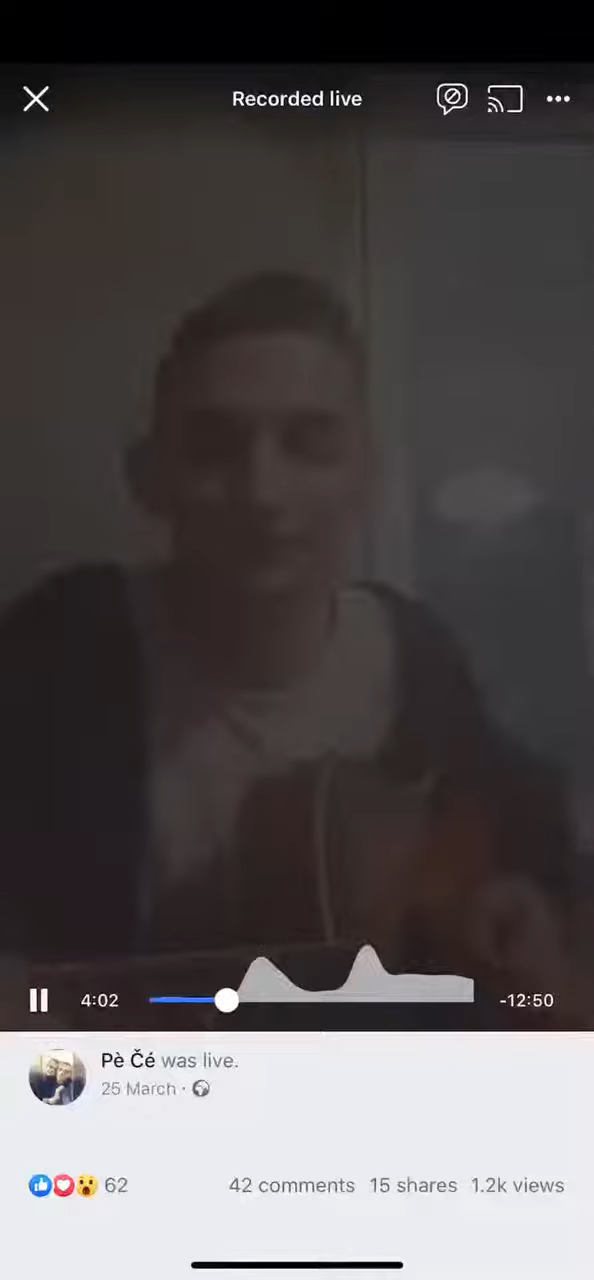 Recorded live
4:02
-12:50
Pè Čé was live.
25 March ·
62 42 comments 15 shares 1.2k views